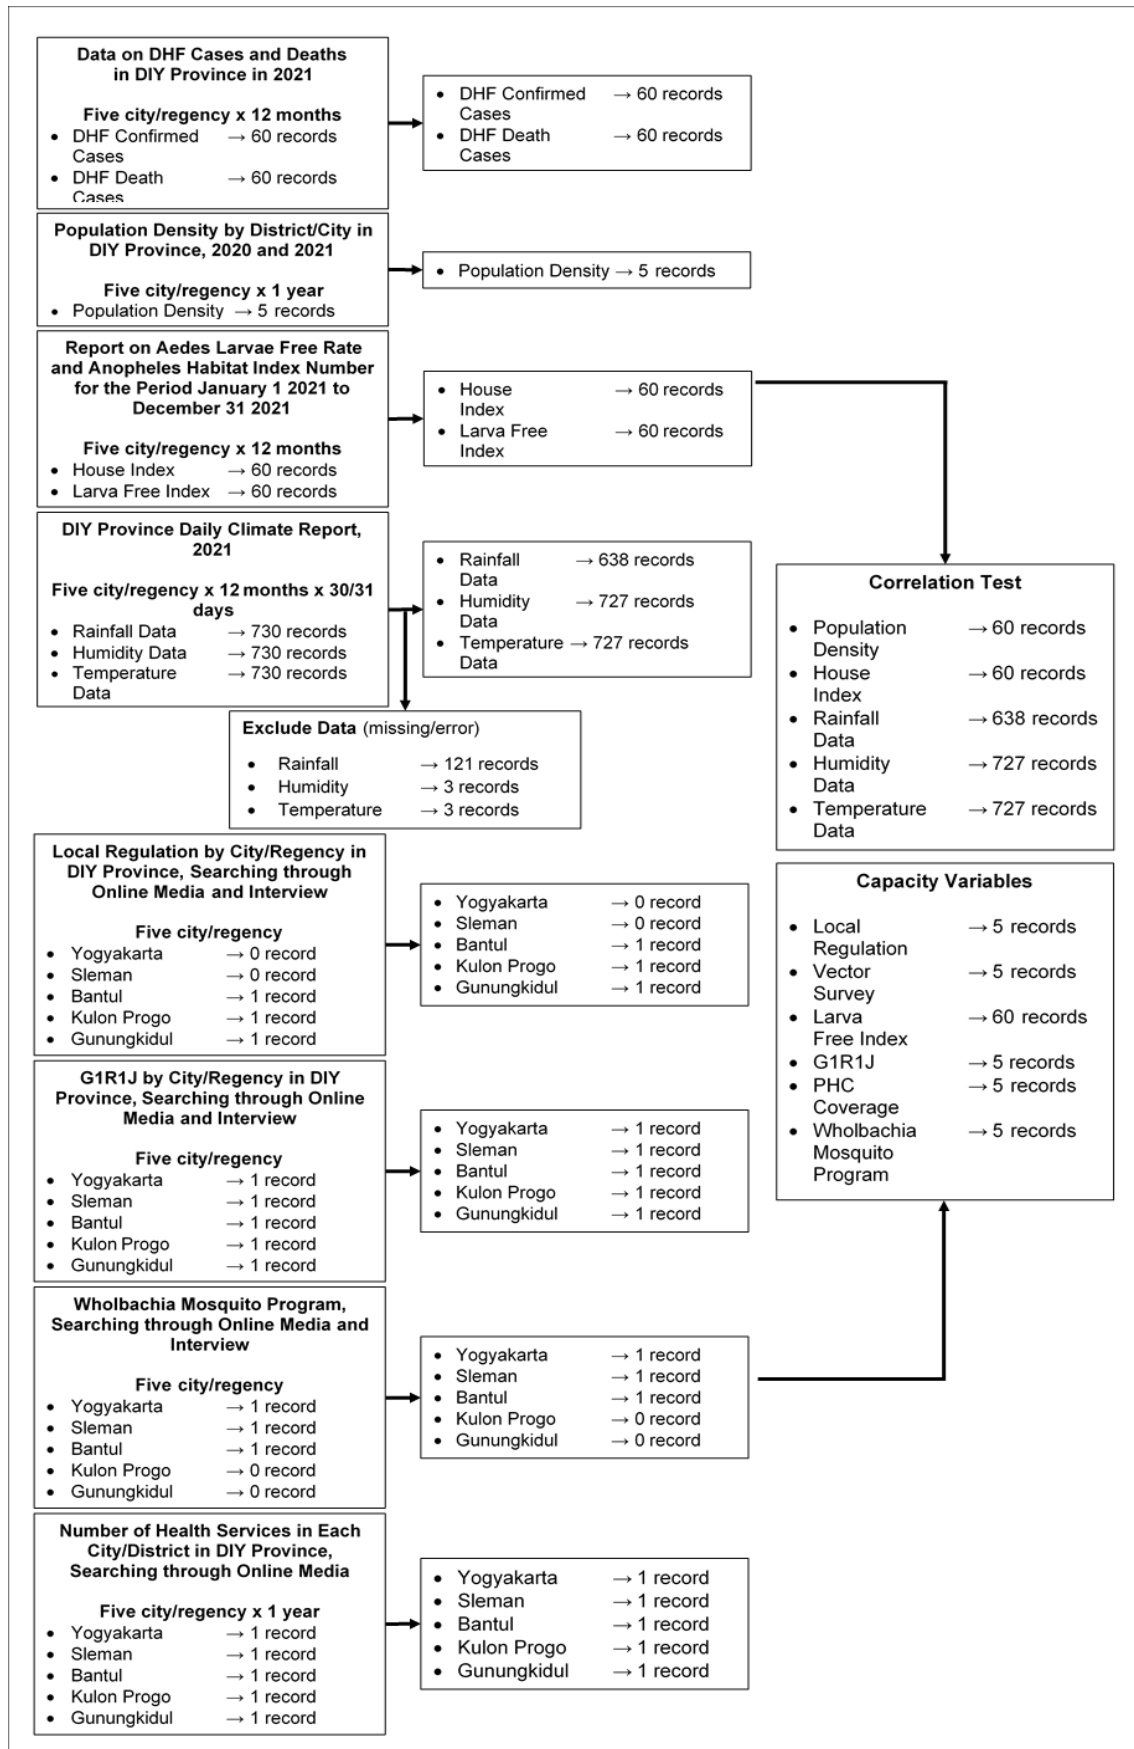 Data on DHF Cases and Deaths
in DIY Province in 2021
Five city/regency x 12 months
• DHF Confirmed → 60 records
Cases
• DHF Death → 60 records
Cases
• DHF Confirmed → 60 records
Cases
• DHF Death → 60 records
Cases
Population Density by District/City in
DIY Province, 2020 and 2021
Five city/regency x 1 year
• Population Density → 5 records
• Population Density → 5 records
Report on Aedes Larvae Free Rate
and Anopheles Habitat Index Number
for the Period January 1 2021 to
December 31 2021
Five city/regency x 12 months
• House Index → 60 records
• Larva Free Index → 60 records
• House → 60 records
Index
• Larva Free → 60 records
Index
DIY Province Daily Climate Report,
2021
Five city/regency x 12 months x 30/31
days
• Rainfall Data → 730 records
• Humidity Data → 730 records
• Temperature → 730 records
Data
• Rainfall → 638 records
Data
• Humidity → 727 records
Data
• Temperature → 727 records
Data
Exclude Data (missing/error)
• Rainfall → 121 records
• Humidity → 3 records
• Temperature → 3 records
Correlation Test
• Population → 60 records
Density
• House → 60 records
Index
• Rainfall → 638 records
Data
• Humidity → 727 records
Data
• Temperature → 727 records
Data
Local Regulation by City/Regency in
DIY Province, Searching through
Online Media and Interview
Five city/regency
• Yogyakarta → 0 record
• Sleman → 0 record
• Bantul → 1 record
• Kulon Progo → 1 record
• Gunungkidul → 1 record
• Yogyakarta → 0 record
• Sleman → 0 record
• Bantul → 1 record
• Kulon Progo → 1 record
• Gunungkidul → 1 record
Capacity Variables
• Local → 5 records
Regulation
• Vector → 5 records
Survey
• Larva → 60 records
Free Index
• G1R1J → 5 records
• PHC → 5 records
Coverage
• Wholbachia → 5 records
Mosquito
Program
G1R1J by City/Regency in DIY
Province, Searching through Online
Media and Interview
Five city/regency
• Yogyakarta → 1 record
• Sleman → 1 record
• Bantul → 1 record
• Kulon Progo → 1 record
• Gunungkidul → 1 record
• Yogyakarta → 1 record
• Sleman → 1 record
• Bantul → 1 record
• Kulon Progo → 1 record
• Gunungkidul → 1 record
Wholbachia Mosquito Program,
Searching through Online Media and
Interview
Five city/regency
• Yogyakarta → 1 record
• Sleman → 1 record
• Bantul → 1 record
• Kulon Progo → 0 record
• Gunungkidul → 0 record
• Yogyakarta → 1 record
• Sleman → 1 record
• Bantul → 1 record
• Kulon Progo → 0 record
• Gunungkidul → 0 record
Number of Health Services in Each
City/District in DIY Province,
Searching through Online Media
Five city/regency x 1 year
• Yogyakarta → 1 record
• Sleman → 1 record
• Bantul → 1 record
• Kulon Progo → 1 record
• Gunungkidul → 1 record
• Yogyakarta → 1 record
• Sleman → 1 record
• Bantul → 1 record
• Kulon Progo → 1 record
• Gunungkidul → 1 record